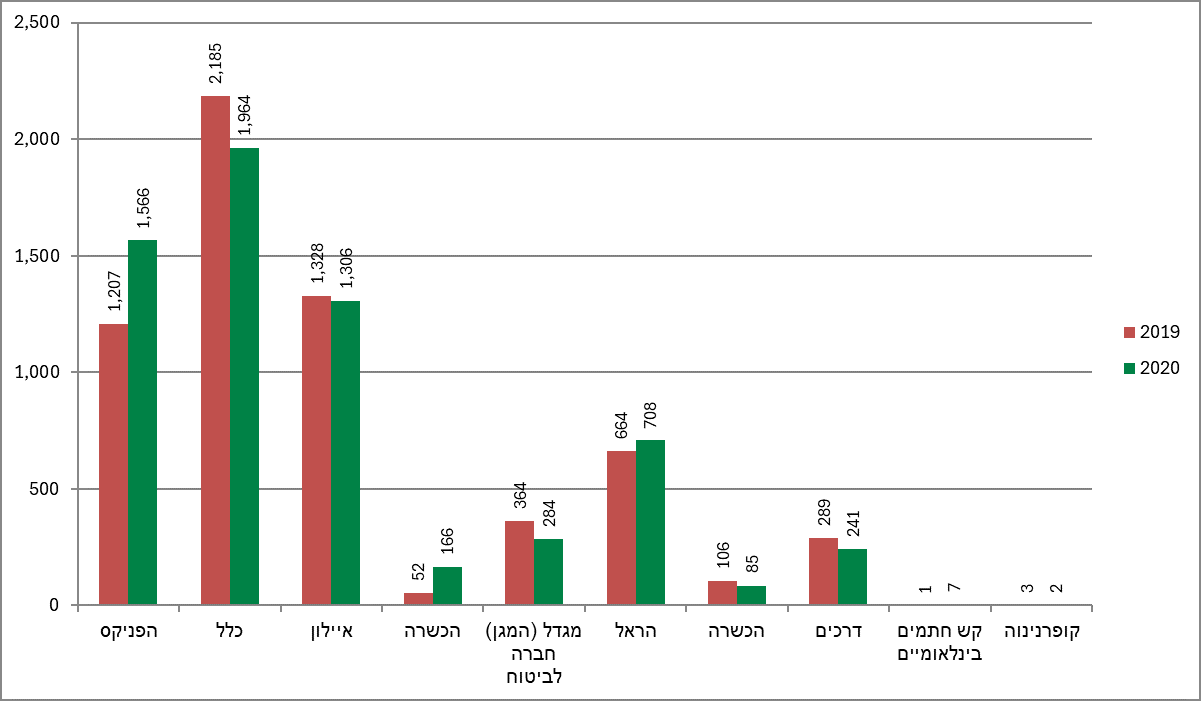 2,500
2,000
1,500
1,000
500
0
1,207
1,566
2,185
1,964
1,328
1,306
52
166
364
284
664
708
106
85
289
241
1
7
3
2
הפניקס
כלל
איילון
הכשרה
מגדל (המגן)
חברה
לביטוח
הראל
הכשרה
דרכים
קש חתמים
בינלאומיים
קופרנינוה
2019
2020